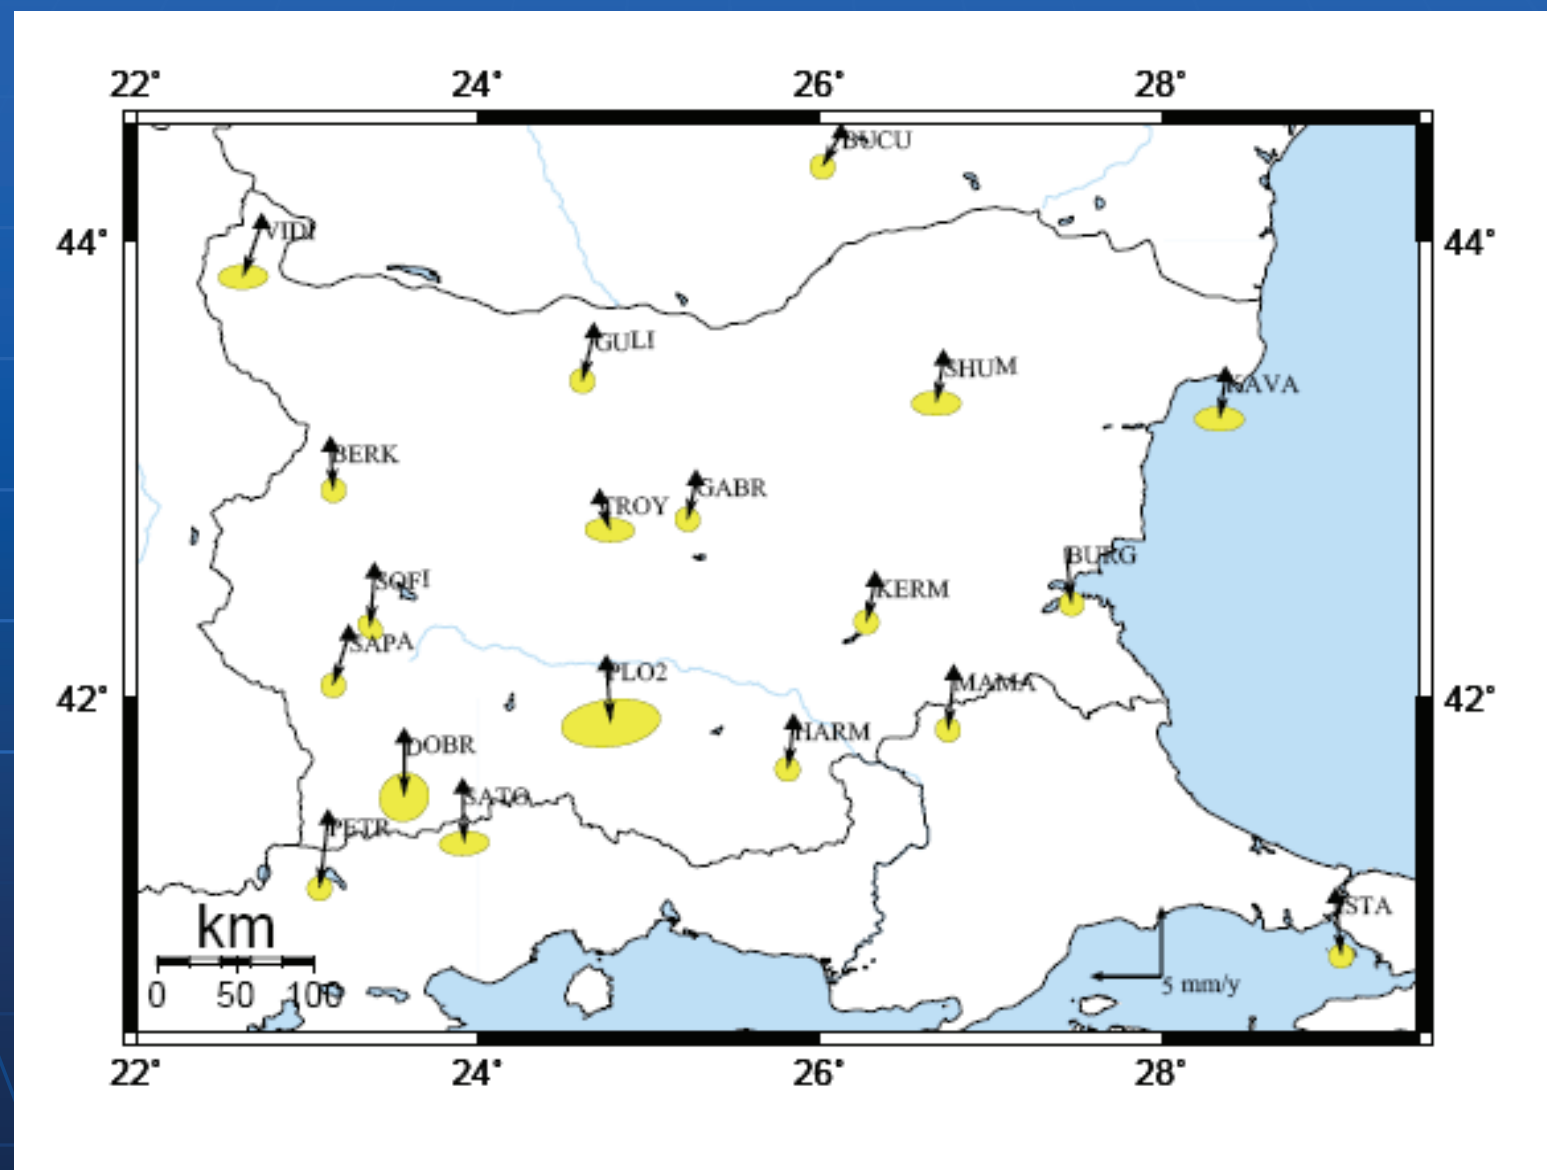 22° 24° 26° 28°
BUCU
VIDI
44° 44°
GULI
SHUM
KAVA
BERK
GABR
TROY
BURG
SOFI
KERM
SAPA
PLO2
MAMA
42° 42°
HARM
DOBR
SATO
PETR
ISTA
km
5 mm/y
0 50 100
22° 24° 26° 28°